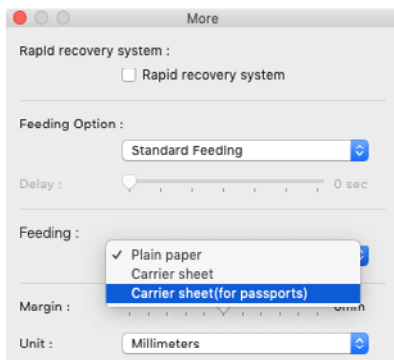 More
Rapid recovery system :
Rapid recovery system
Feeding Option :
Standard Feeding
Delay :
0 sec
Feeding :
✓ Plain paper
Carrier sheet
Carrier sheet(for passports)
Margin :
0mm
Unit :
Millimeters